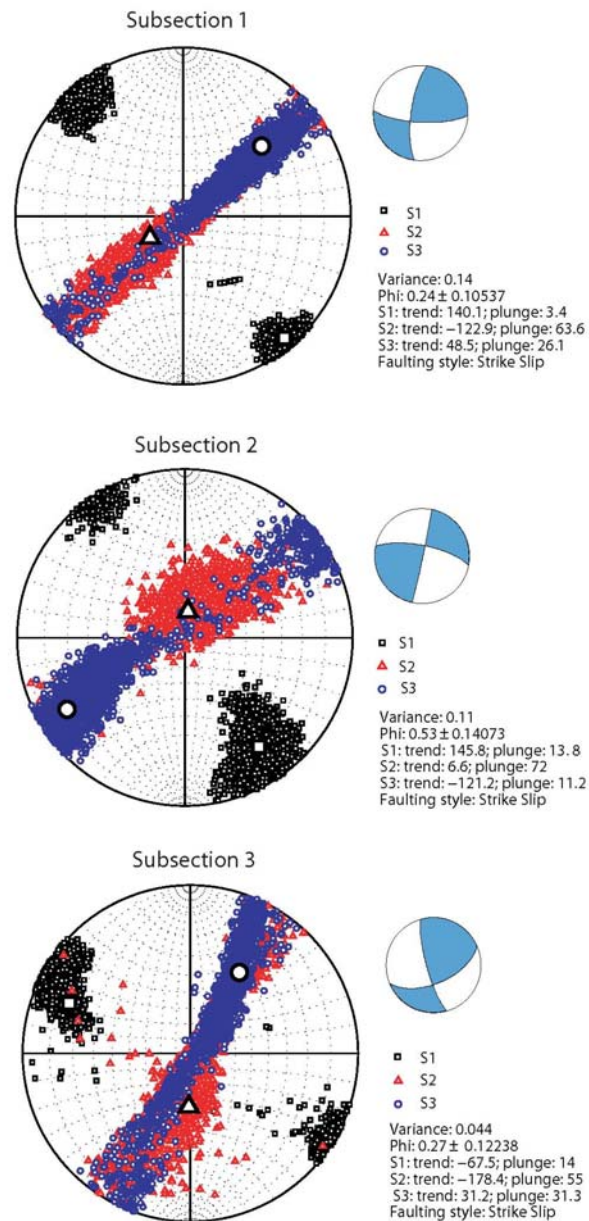 Subsection 1
S1
S2
S3
Variance: 0.14
Phi: 0.24 ± 0.10537
S1: trend: 140.1; plunge: 3.4
S2: trend: −122.9; plunge: 63.6
S3: trend: 48.5; plunge: 26.1
Faulting style: Strike Slip
Subsection 2
S1
S2
S3
Variance: 0.11
Phi: 0.53 ± 0.14073
S1: trend: 145.8; plunge: 13.8
S2: trend: 6.6; plunge: 72
S3: trend: −121.2; plunge: 11.2
Faulting style: Strike Slip
Subsection 3
S1
S2
S3
Variance: 0.044
Phi: 0.27 ± 0.12238
S1: trend: −67.5; plunge: 14
S2: trend: −178.4; plunge: 55
S3: trend: 31.2; plunge: 31.3
Faulting style: Strike Slip